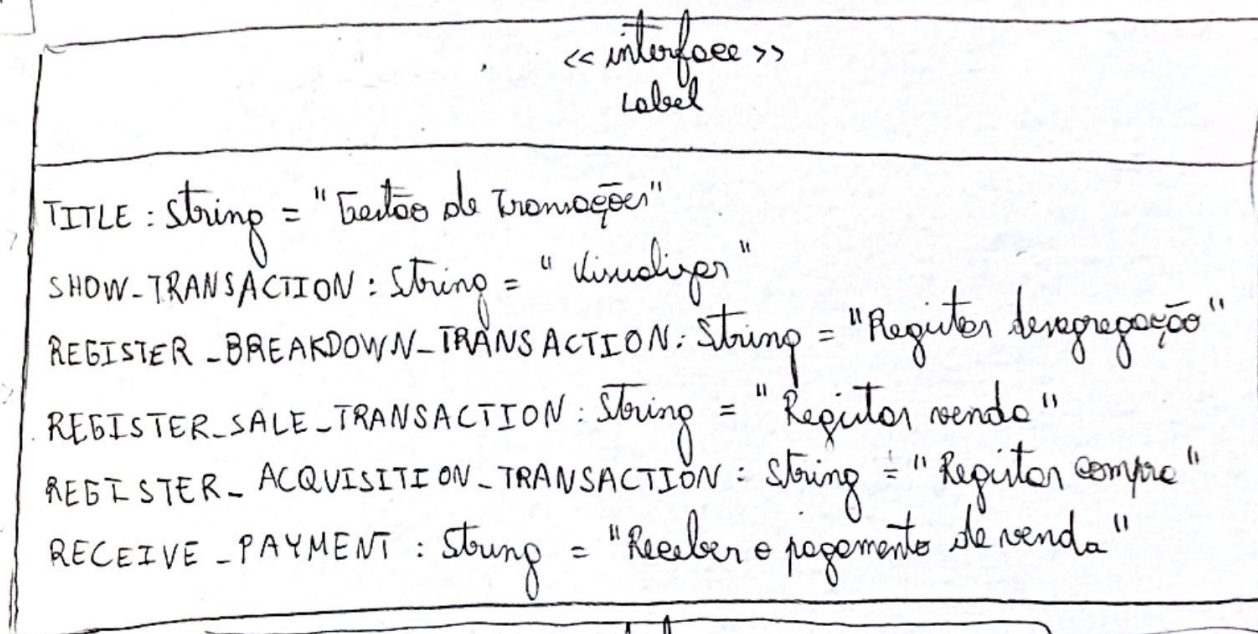 << interface >>
Label
TITLE : String = "Gestão de Transações"
SHOW_TRANSACTION : String = "Visualizar"
REGISTER_BREAKDOWN_TRANSACTION : String = "Registar desagregação"
REGISTER_SALE_TRANSACTION : String = "Registar venda"
REGISTER_ACQUISITION_TRANSACTION : String = "Registar compra"
RECEIVE_PAYMENT : String = "Receber o pagamento de venda"